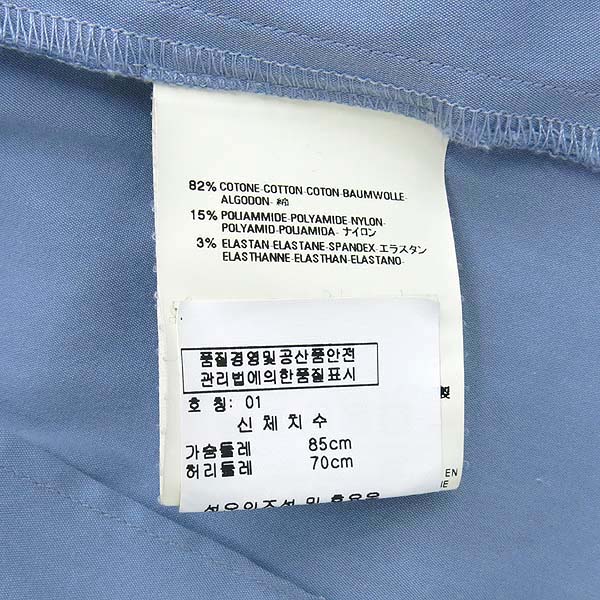 82% COTONE-COTTON-COTON-BAUMWOLLE-
ALGODON- 綿
15% POLIAMMIDE-POLYAMIDE-NYLON-
POLYAMID-POLIAMIDA- ナイロン
3% ELASTAN-ELASTANE-SPANDEX-エラスタン
ELASTHANNE-ELASTHAN-ELASTANO-
품질경영및공산품안전
관리법에의한품질표시
製
호 칭: 01
신체치수
가슴둘레 85cm
허리둘레 70cm
EN
IE